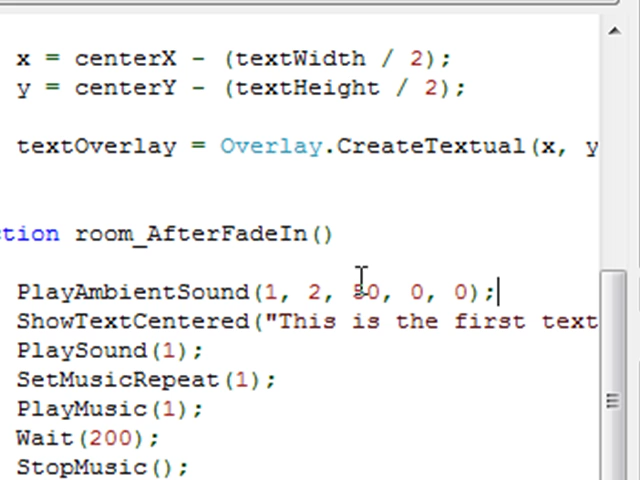 x = centerX - (textWidth / 2);
y = centerY - (textHeight / 2);
textOverlay = Overlay.CreateTextual(x, y
ction room_AfterFadeIn()
PlayAmbientSound(1, 2, 50, 0, 0);
ShowTextCentered("This is the first text
PlaySound(1);
SetMusicRepeat(1);
PlayMusic(1);
Wait(200);
StopMusic();